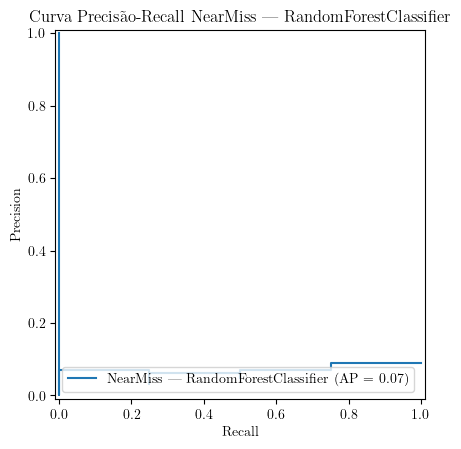 Curva Precisão-Recall NearMiss — RandomForestClassifier
1.0
0.8
0.6
0.4
0.2
0.0
Precision
NearMiss — RandomForestClassifier (AP = 0.07)
0.0 0.2 0.4 0.6 0.8 1.0
Recall